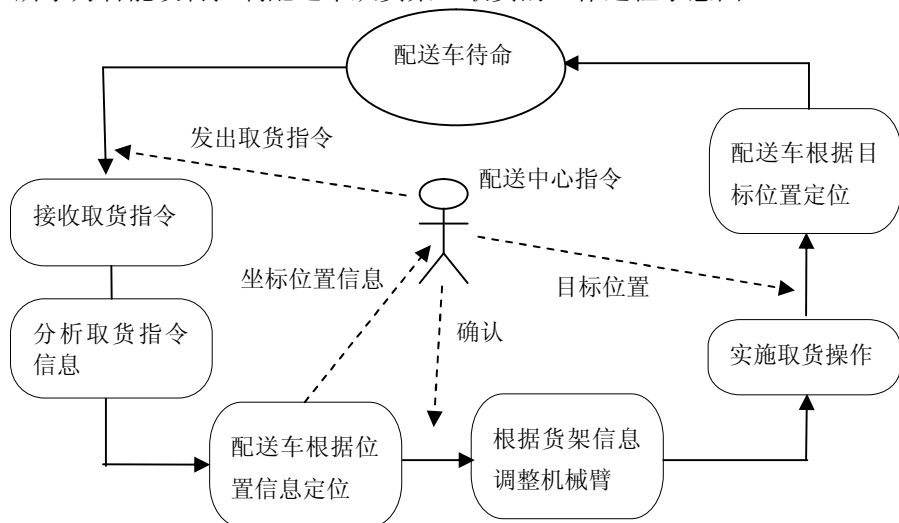 配送车待命
发出取货指令
配送中心指令
配送车根据目
标位置定位
接收取货指令
坐标位置信息
目标位置
分析取货指令
信息
确认
实施取货操作
配送车根据位
置信息定位
根据货架信息
调整机械臂